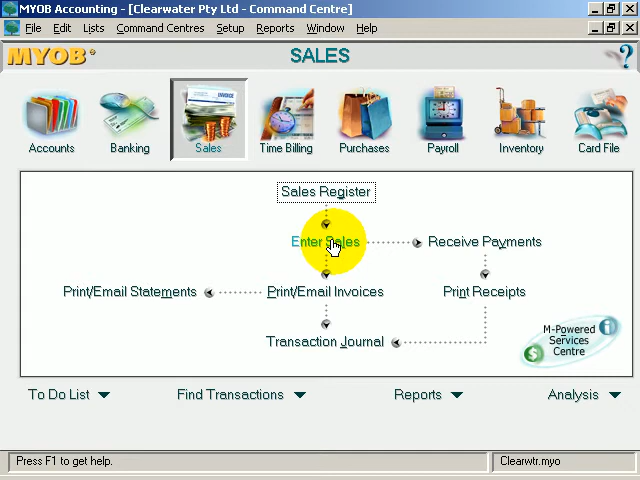 MYOB Accounting - [Clearwater Pty Ltd - Command Centre]
File Edit Lists Command Centres Setup Reports Window Help
MYOB SALES ?
INVOICE
Accounts Banking Sales Time Billing Purchases Payroll Inventory Card File
Sales Register
Enter Sales Receive Payments
Print/Email Statements Print/Email Invoices Print Receipts
Transaction Journal
M-Powered
Services
Centre
To Do List Find Transactions Reports Analysis
Press F1 to get help. Clearwtr.myo